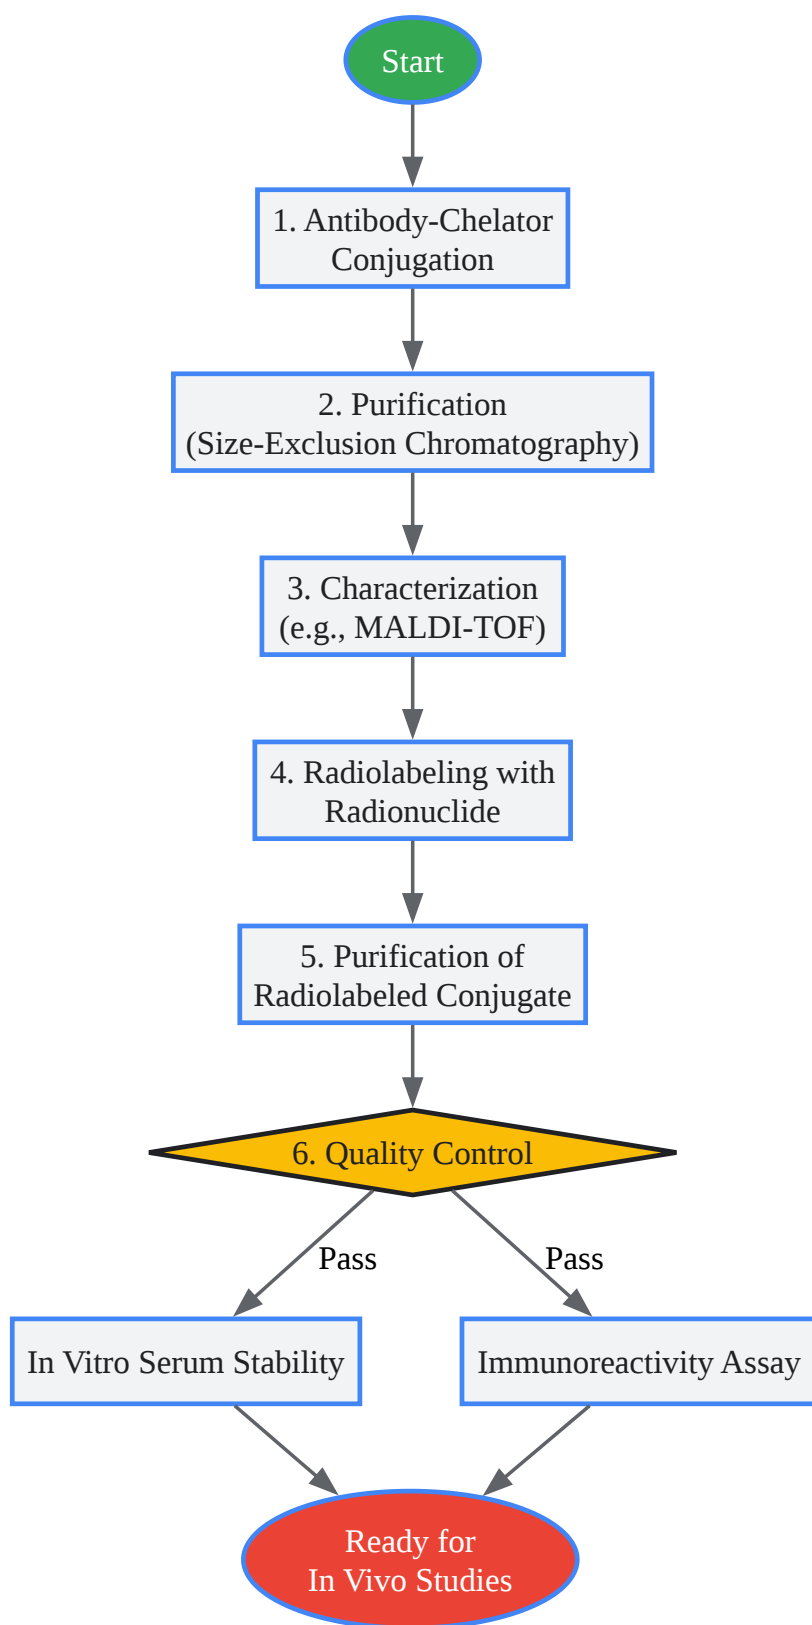 Start
1. Antibody-Chelator
Conjugation
2. Purification
(Size-Exclusion Chromatography)
3. Characterization
(e.g., MALDI-TOF)
4. Radiolabeling with
Radionuclide
5. Purification of
Radiolabeled Conjugate
6. Quality Control
Pass
Pass
In Vitro Serum Stability
Immunoreactivity Assay
Ready for
In Vivo Studies